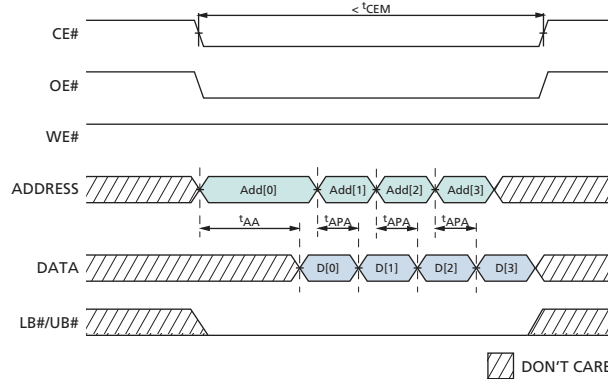 < tCEM
CE#
OE#
WE#
ADDRESS Add[0] Add[1] Add[2] Add[3]
tAA tAPA tAPA tAPA
DATA D[0] D[1] D[2] D[3]
LB#/UB#
DON'T CARE